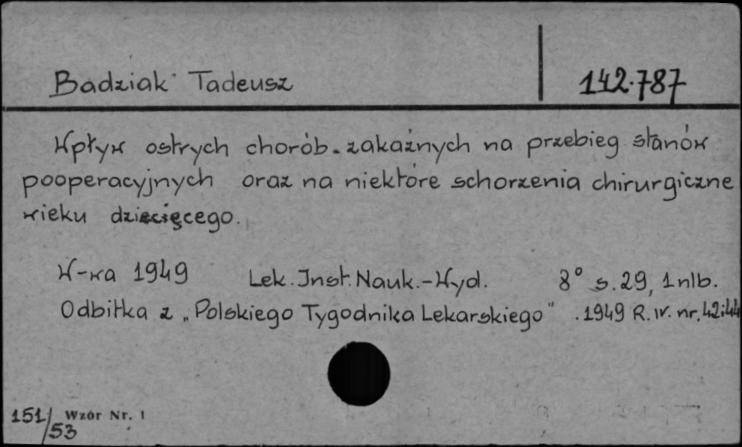 Badziak Tadeusz 142.787
Wpływ ostrych chorób zakaźnych na przebieg stanów
pooperacyjnych oraz na niektóre schorzenia chirurgiczne
wieku dziecięcego.
W-wa 1949 Lek. Inst. Nauk.-Wyd. 8° s. 29, 1 nlb.
Odbitka z „Polskiego Tygodnika Lekarskiego" . 1949 R. IV. nr. 42:44
151/53 Wzór Nr. 1